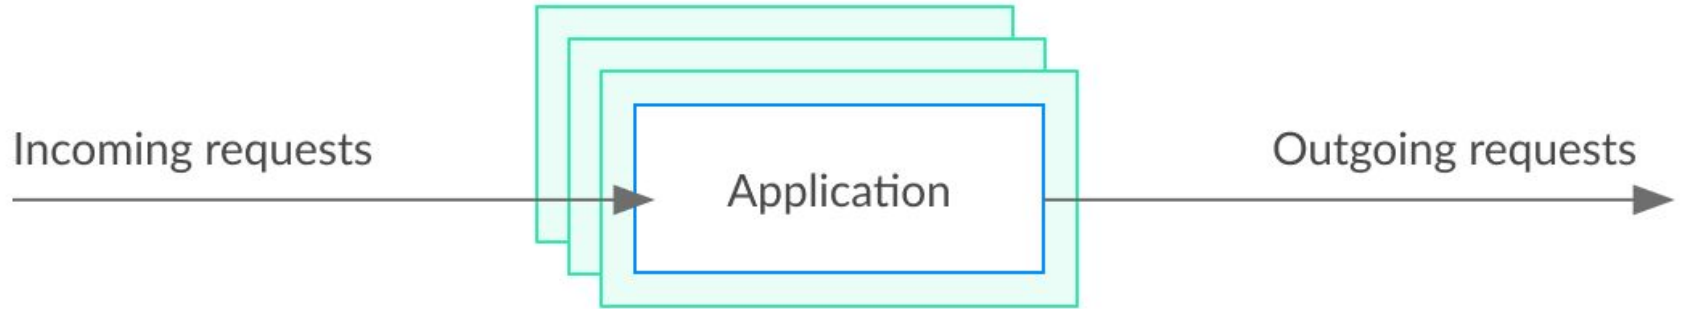 Incoming requests
Application
Outgoing requests